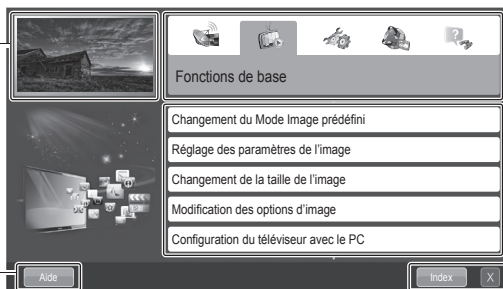 Fonctions de base
Changement du Mode Image prédéfini
Réglage des paramètres de l'image
Changement de la taille de l'image
Modification des options d'image
Configuration du téléviseur avec le PC
Aide
Index X